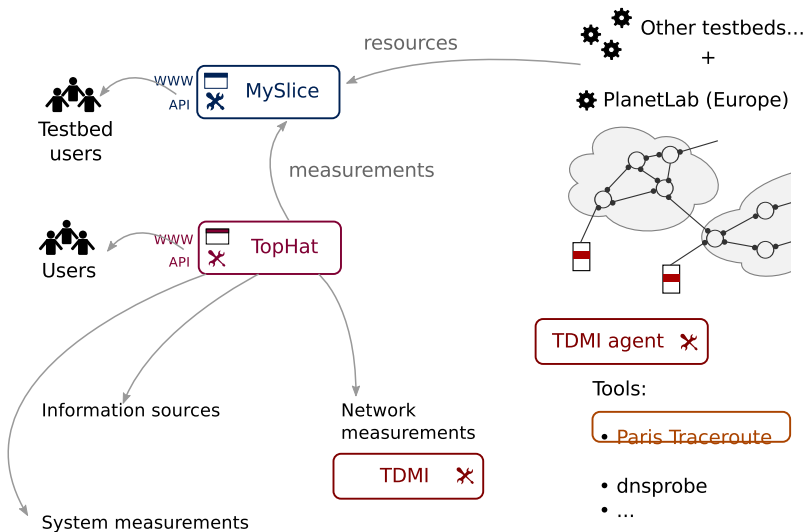 resources
Other testbeds...
+
PlanetLab (Europe)
WWW
API
MySlice
Testbed
users
measurements
WWW
API
TopHat
Users
TDMI agent
Tools:
• Paris Traceroute
• dnsprobe
• ...
Information sources
Network
measurements
TDMI
System measurements